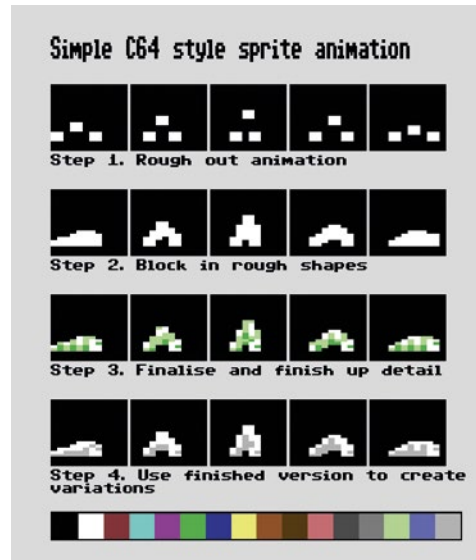 Simple C64 style sprite animation
Step 1. Rough out animation
Step 2. Block in rough shapes
Step 3. Finalise and finish up detail
Step 4. Use finished version to create
variations